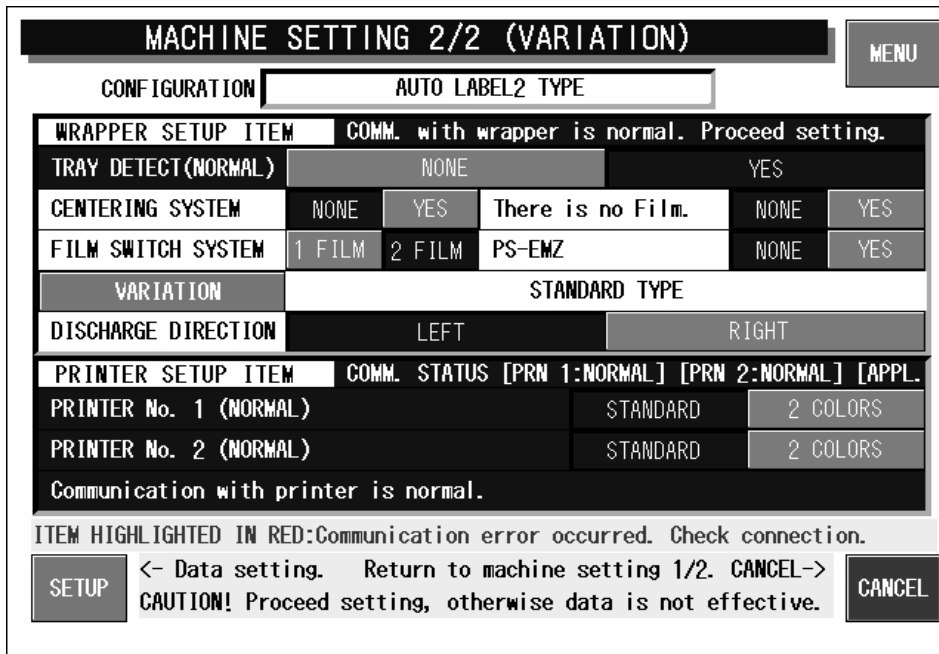 MACHINE SETTING 2/2 (VARIATION)
MENU
CONFIGURATION AUTO LABEL2 TYPE
WRAPPER SETUP ITEM COMM. with wrapper is normal. Proceed setting.
TRAY DETECT(NORMAL) NONE YES
CENTERING SYSTEM NONE YES There is no Film. NONE YES
FILM SWITCH SYSTEM 1 FILM 2 FILM PS-EMZ NONE YES
VARIATION STANDARD TYPE
DISCHARGE DIRECTION LEFT RIGHT
PRINTER SETUP ITEM COMM. STATUS [PRN 1:NORMAL] [PRN 2:NORMAL] [APPL.
PRINTER No. 1 (NORMAL) STANDARD 2 COLORS
PRINTER No. 2 (NORMAL) STANDARD 2 COLORS
Communication with printer is normal.
ITEM HIGHLIGHTED IN RED:Communication error occurred. Check connection.
SETUP
<- Data setting. Return to machine setting 1/2. CANCEL->
CAUTION! Proceed setting, otherwise data is not effective.
CANCEL